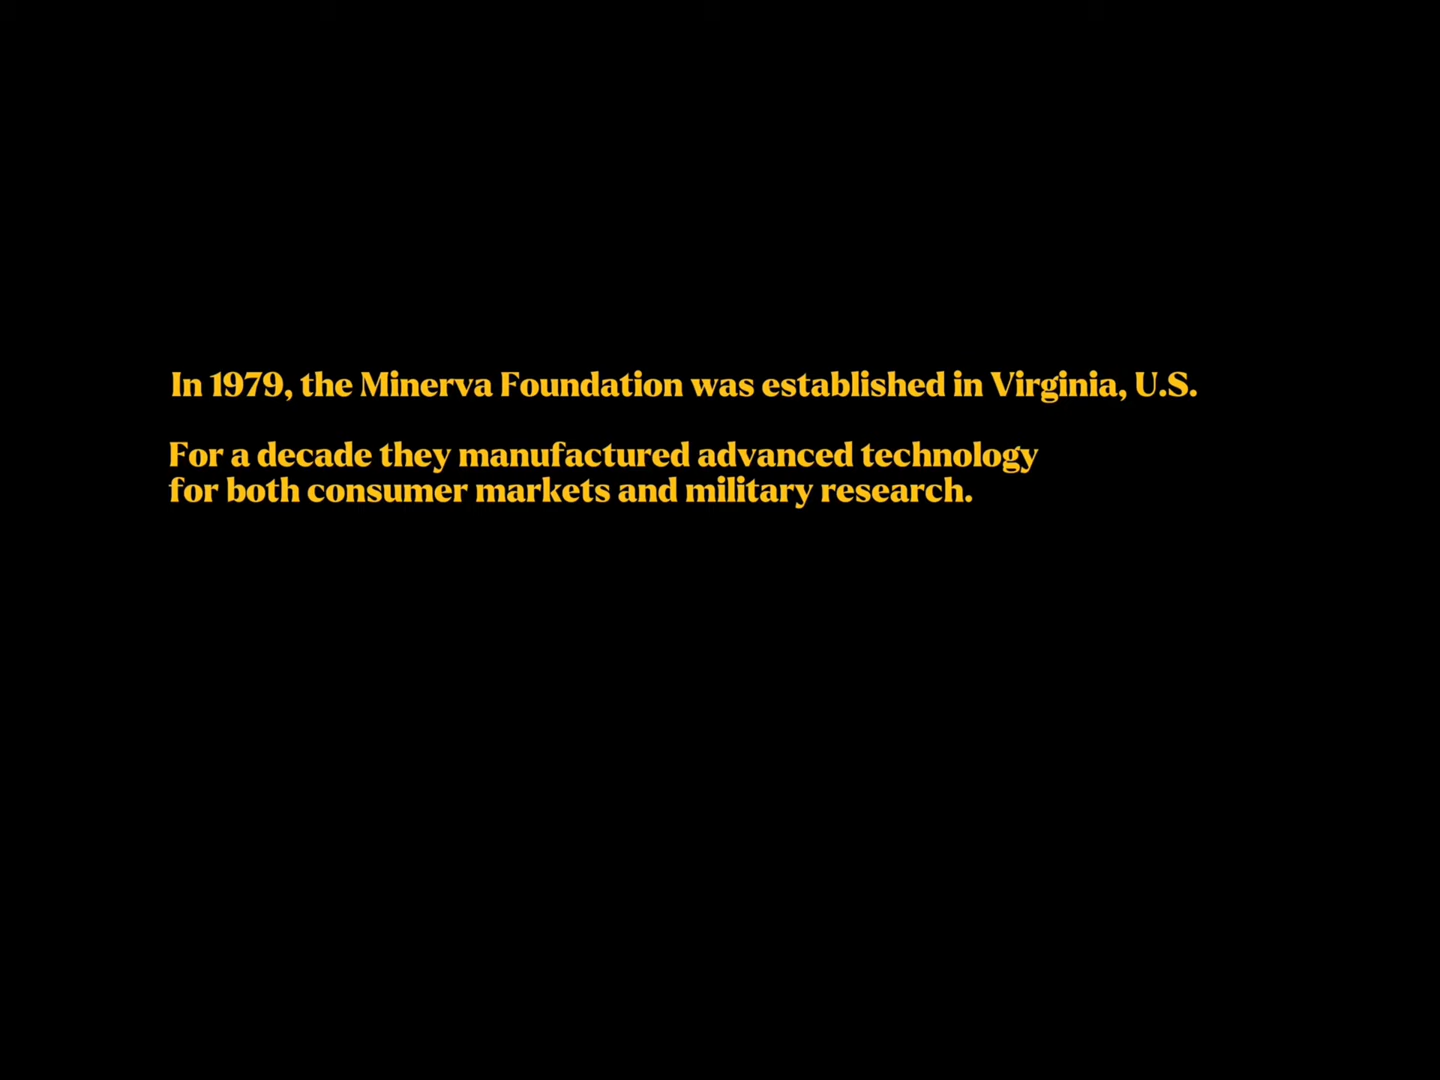 In 1979, the Minerva Foundation was established in Virginia, U.S.
For a decade they manufactured advanced technology
for both consumer markets and military research.